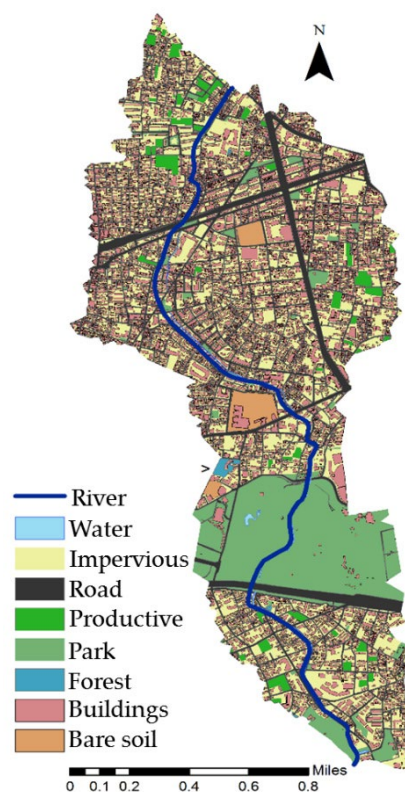 N
>
River
Water
Impervious
Road
Productive
Park
Forest
Buildings
Bare soil
Miles
0 0.1 0.2 0.4 0.6 0.8